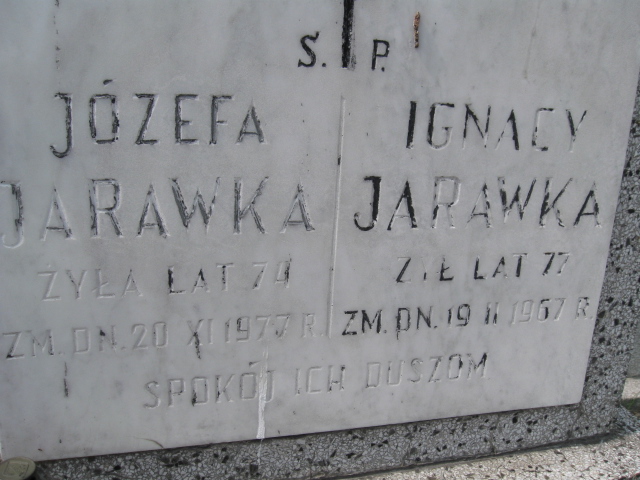 S. P.
JÓZEFA
JARAWKA
ŻYŁA LAT 74
ZM. DN. 20 XI 1977 R.
IGNACY
JARAWKA
ŻYŁ LAT 77
ZM. DN. 19 II 1967 R.
SPOKÓJ ICH DUSZOM